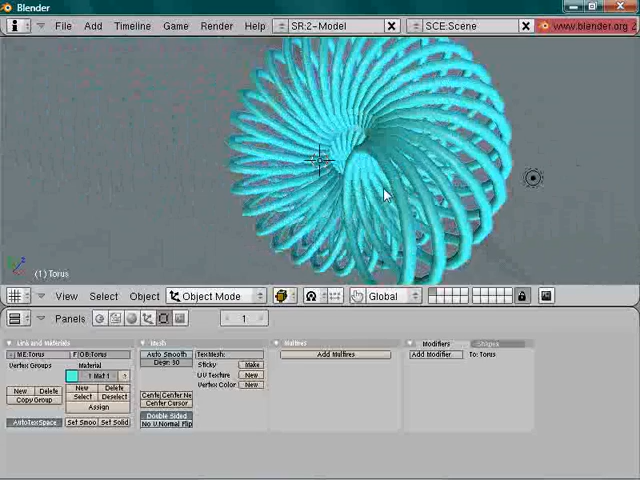 Blender
File Add Timeline Game Render Help SR:2-Model SCE:Scene www.blender.org 2
(1) Torus
View Select Object Object Mode Global
Panels 1
Link and Materials Mesh Multires Modifiers Shapes
ME:Torus F OB:Torus Auto Smooth TexMesh: Add Multires Add Modifier To: Torus
Vertex Groups Material Degr: 30 Sticky Make
1 Mat 1 UV Texture New
New Delete New Delete Vertex Color New
Copy Group Select Deselect Cente Center Ne
Assign Center Cursor
Double Sided
AutoTexSpace Set Smoo Set Solid No V.Normal Flip